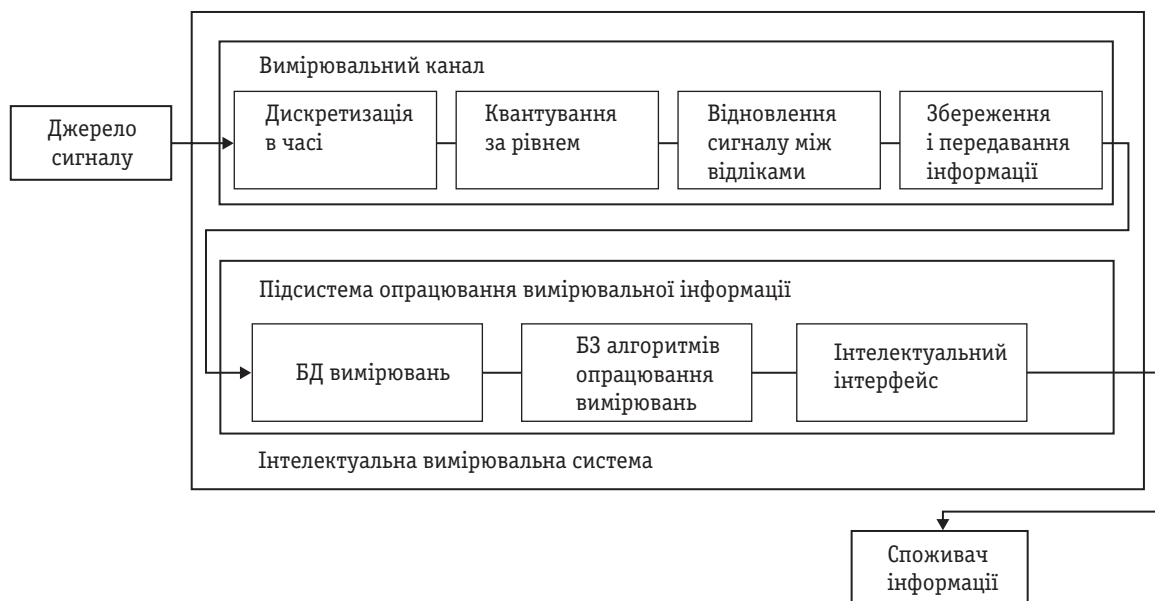 Вимірювальний канал
Джерело
сигналу
Дискретизація
в часі
Квантування
за рівнем
Відновлення
сигналу між
відліками
Збереження
і передавання
інформації
Підсистема опрацювання вимірювальної інформації
БД вимірювань
БЗ алгоритмів
опрацювання
вимірювань
Інтелектуальний
інтерфейс
Інтелектуальна вимірювальна система
Споживач
інформації